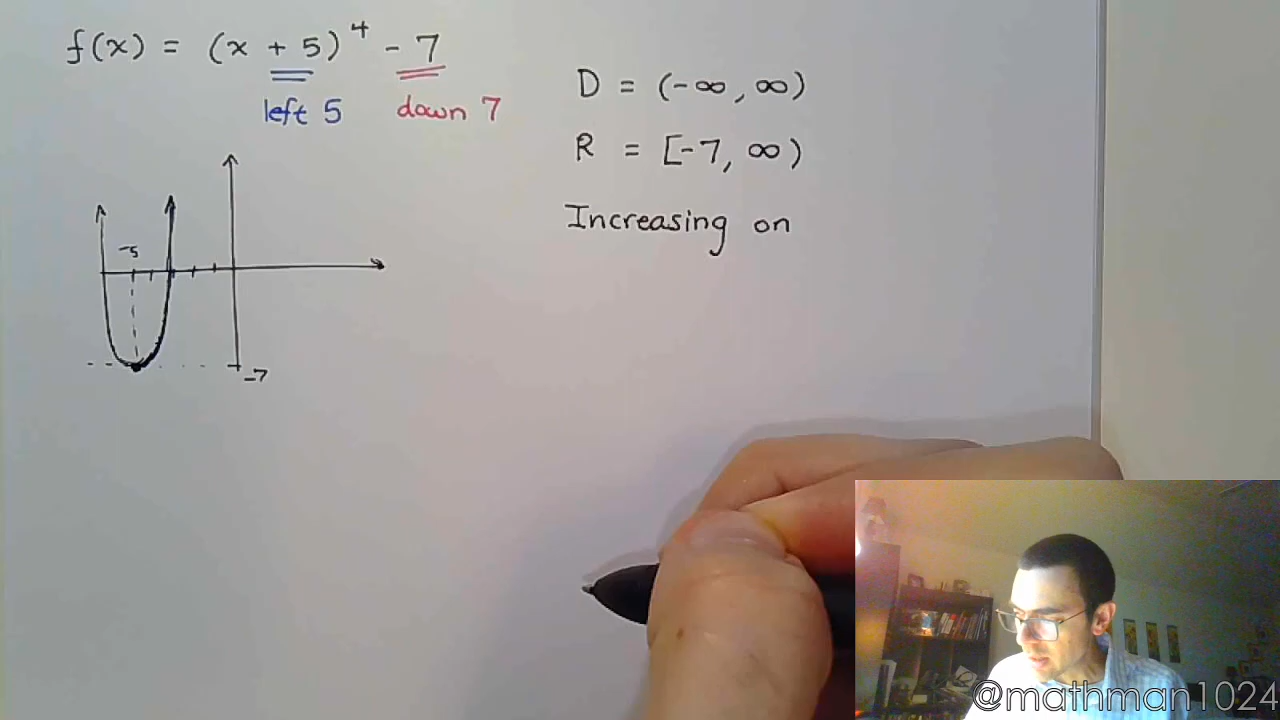 f(x) = (x + 5)⁴ - 7
left 5
down 7
D = (-∞, ∞)
R = [-7, ∞)
Increasing on
-5
-7
@mathman1024